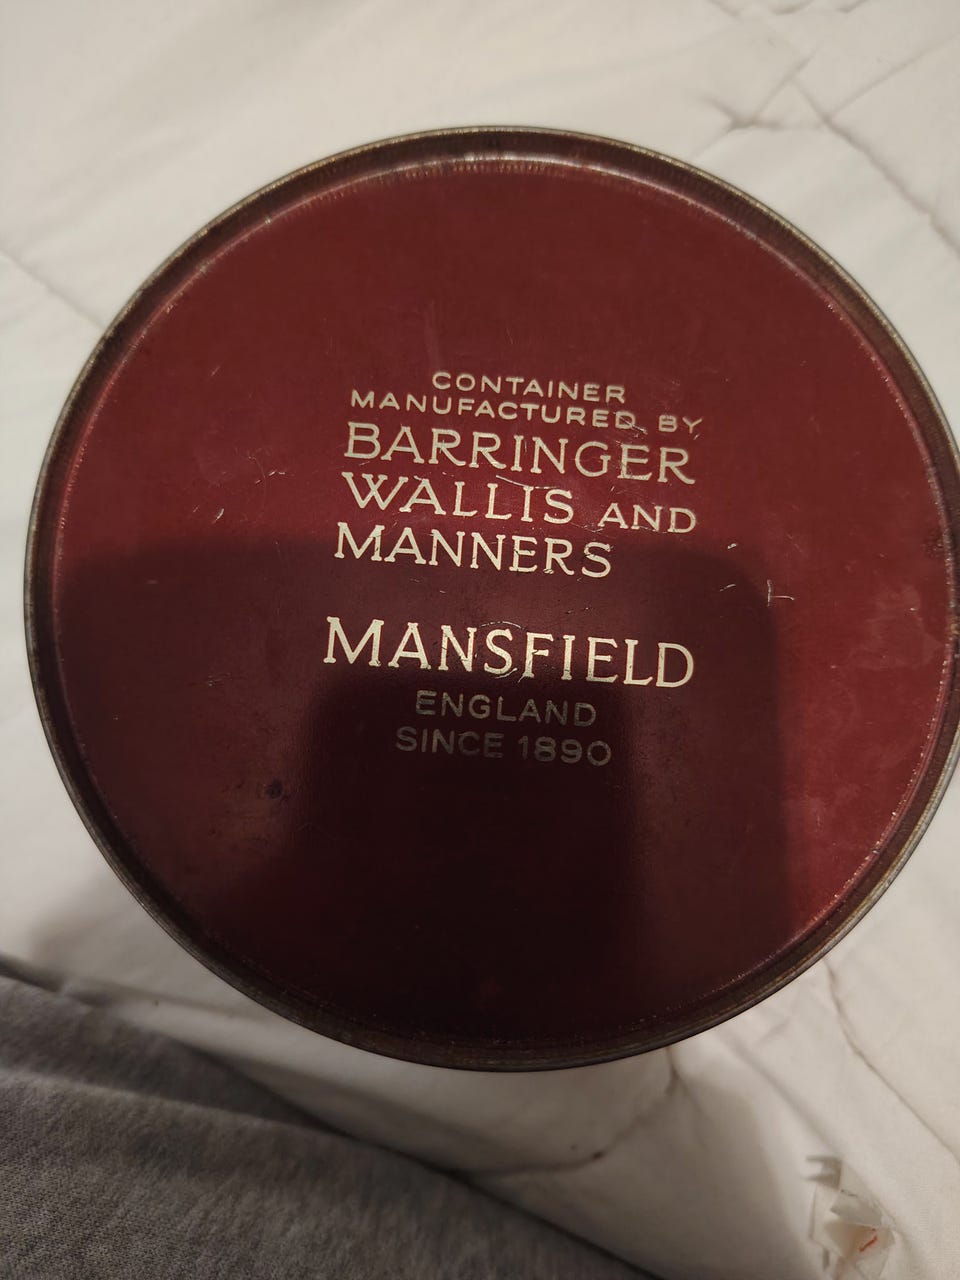 CONTAINER
MANUFACTURED BY
BARRINGER
WALLIS AND
MANNERS
MANSFIELD
ENGLAND
SINCE 1890